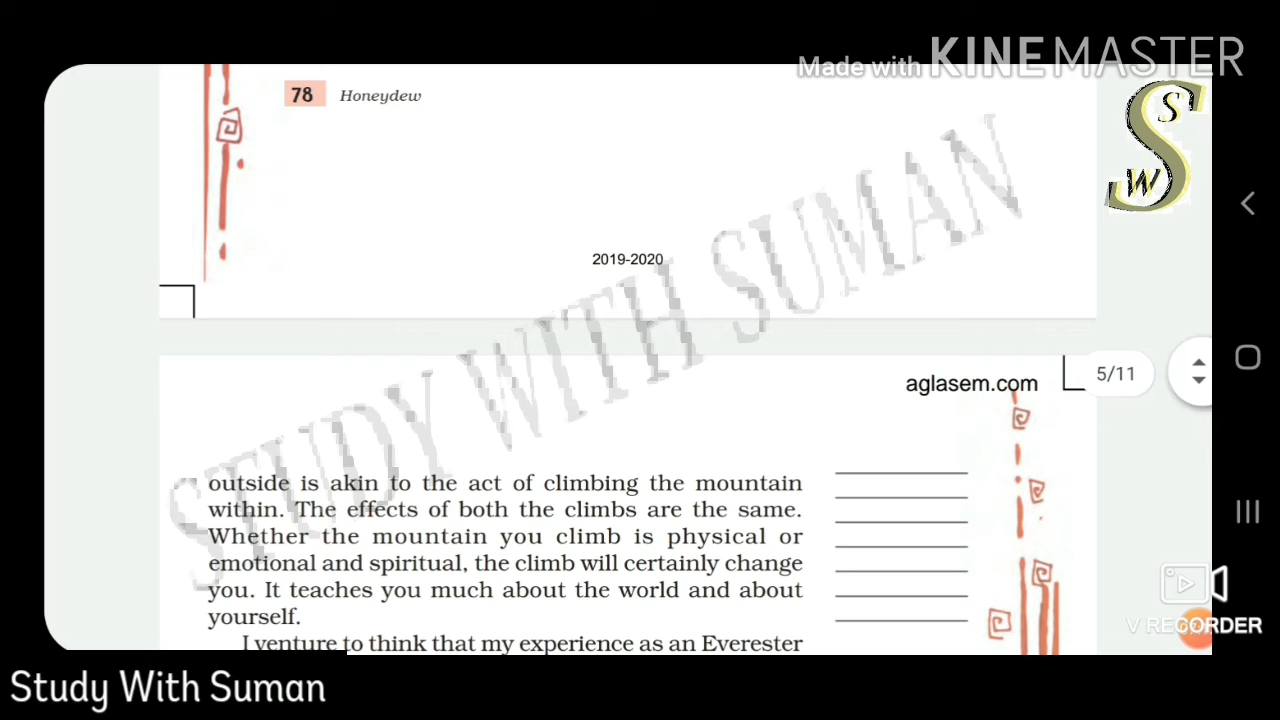 Made with KINEMASTER
78 Honeydew
S
S
W
STUDY WITH SUMAN
2019-2020
aglasem.com
5/11
outside is akin to the act of climbing the mountain
within. The effects of both the climbs are the same.
Whether the mountain you climb is physical or
emotional and spiritual, the climb will certainly change
you. It teaches you much about the world and about
yourself.
I venture to think that my experience as an Everester
V RECORDER
Study With Suman